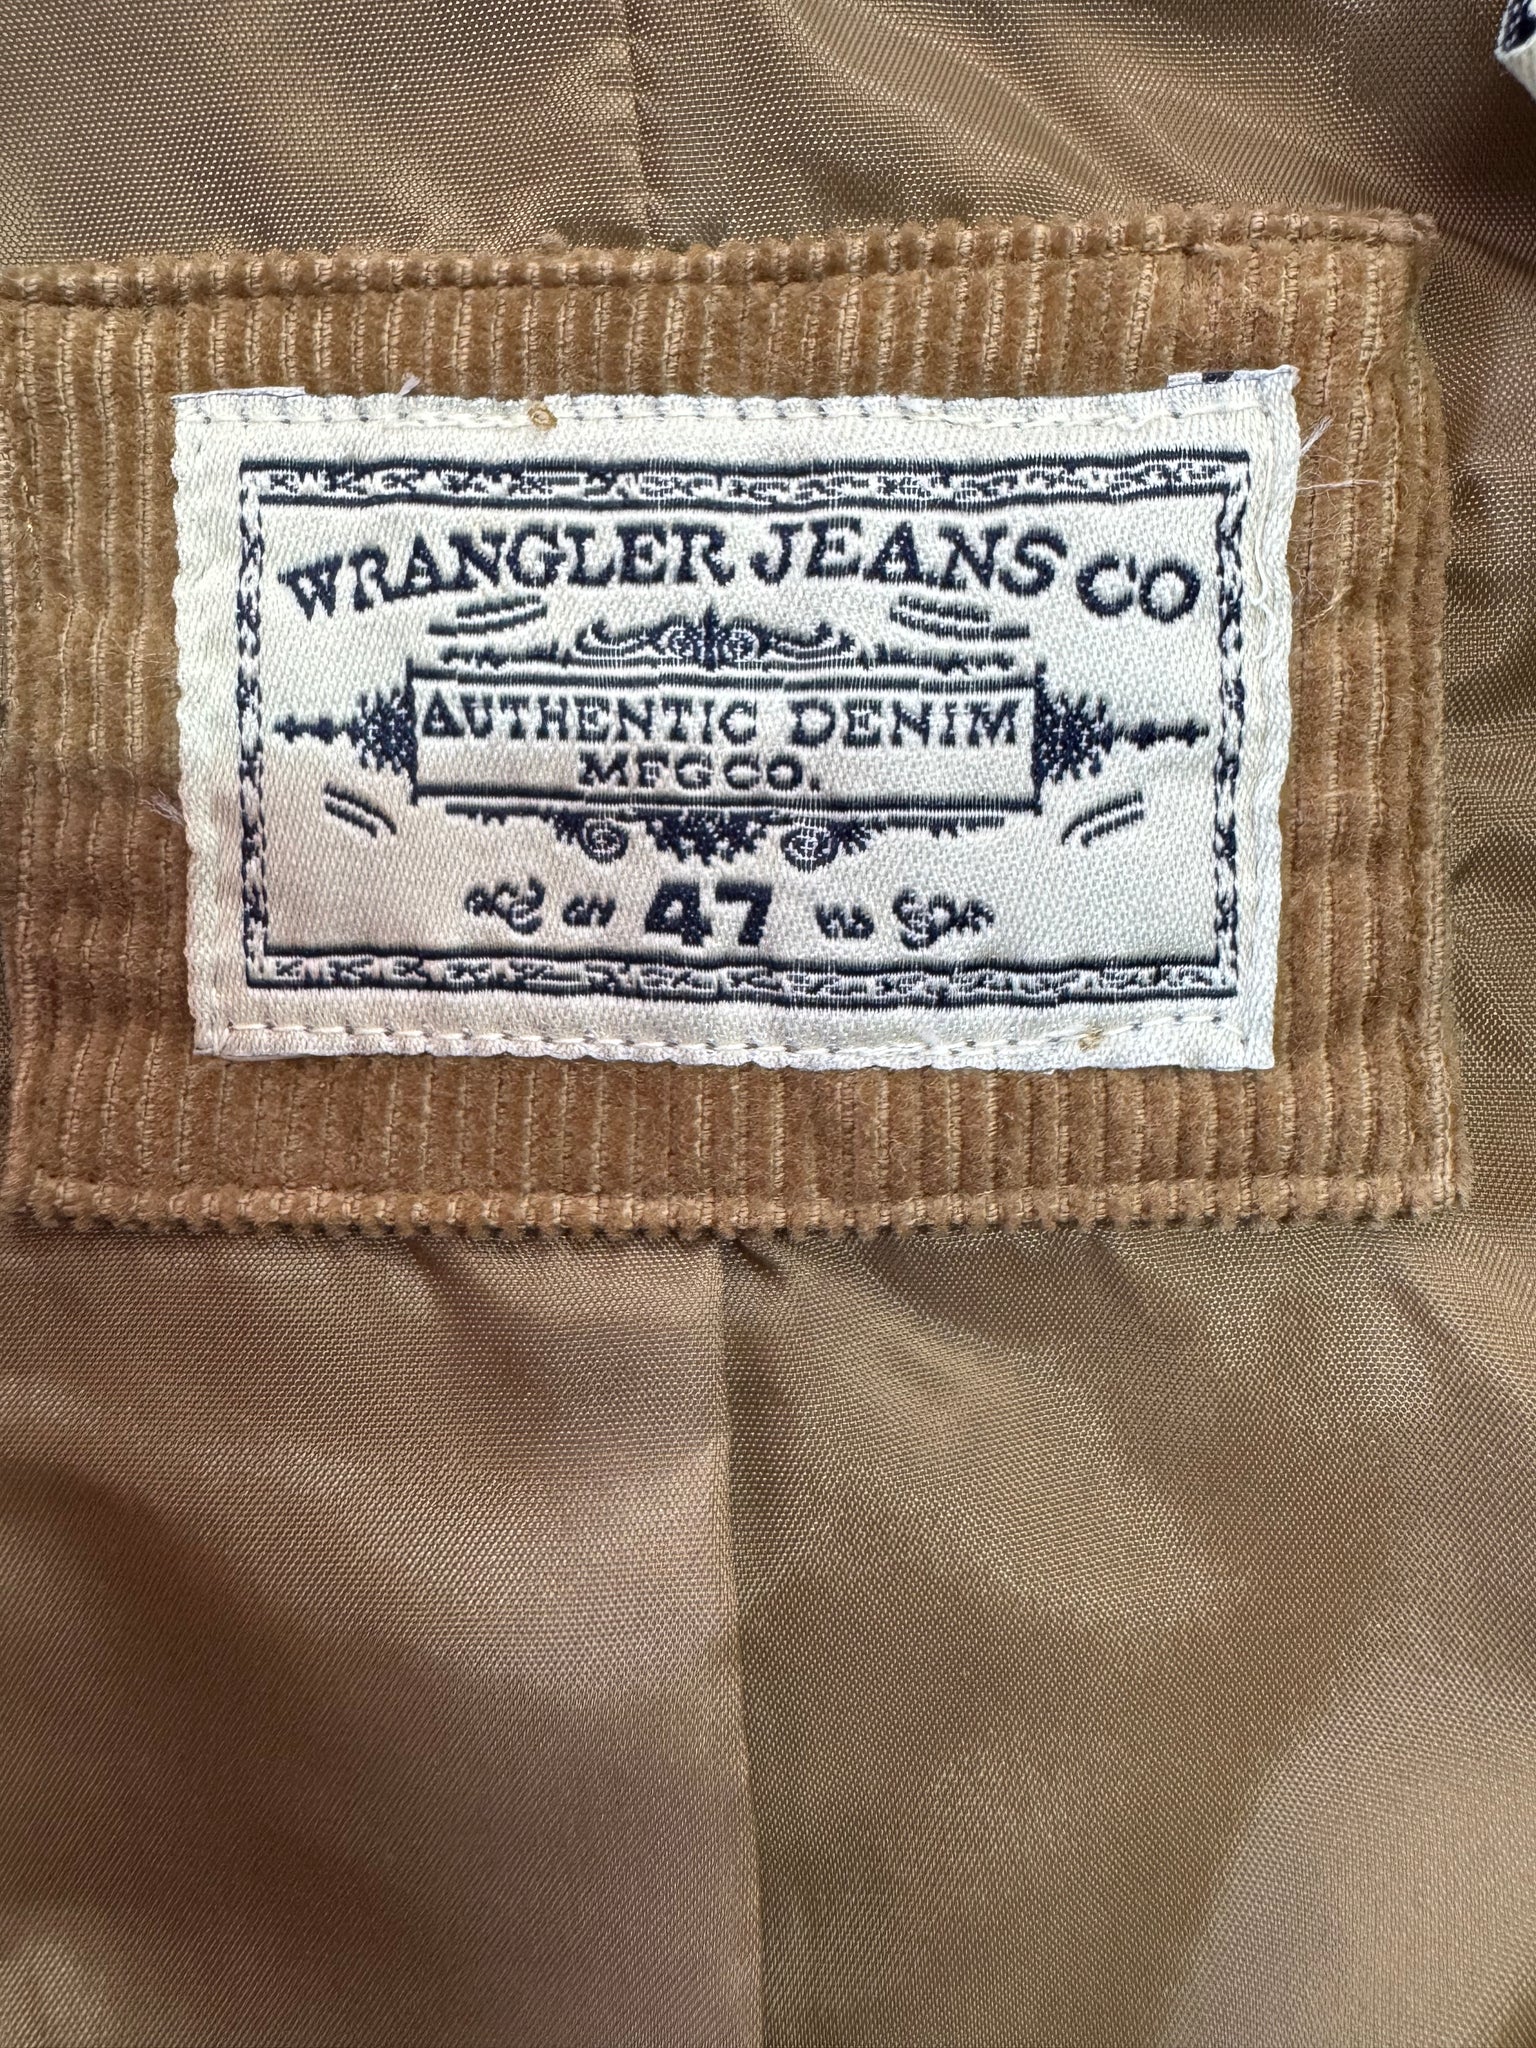 WRANGLER JEANS CO
AUTHENTIC DENIM
MFG CO.
47